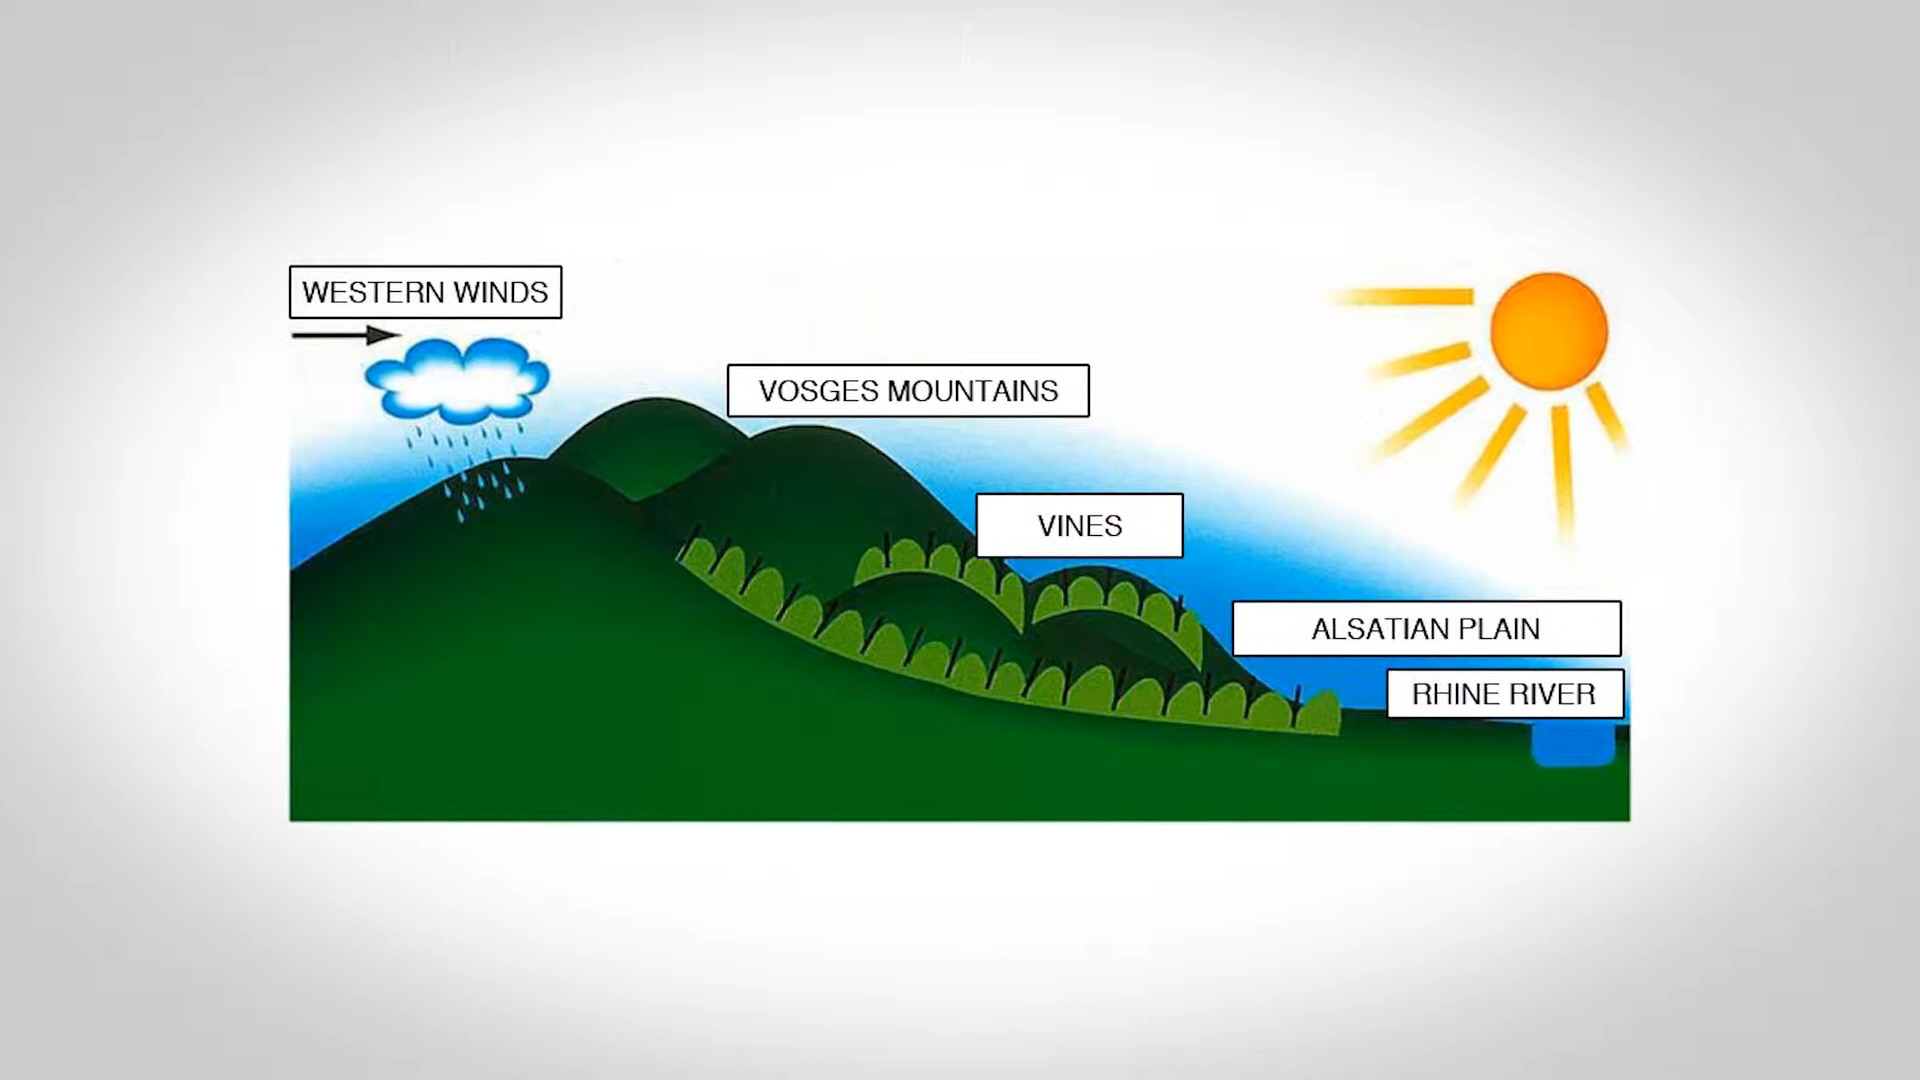 WESTERN WINDS
VOSGES MOUNTAINS
VINES
ALSATIAN PLAIN
RHINE RIVER